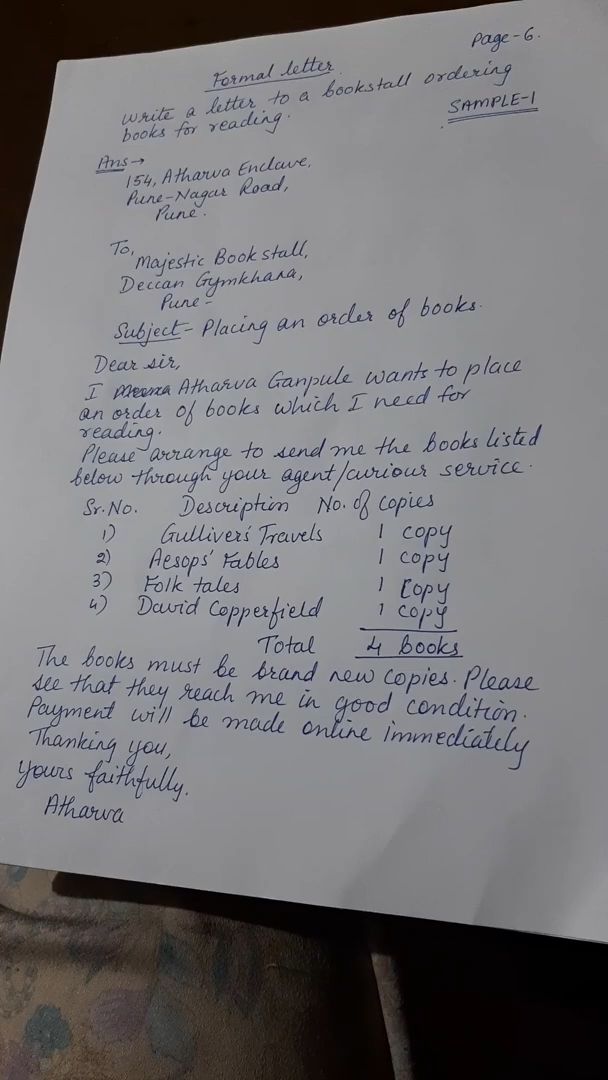 Page-6.
Formal letter
Write a letter to a bookstall ordering
books for reading.
SAMPLE-1
Ans→
154, Atharva Enclave,
Pune-Nagar Road,
Pune.
To,
Majestic Book stall,
Deccan Gymkhana,
Pune-
Subject- Placing an order of books.
Dear sir,
I Atharva Ganpule wants to place
an order of books which I need for
reading.
Please arrange to send me the books listed
below through your agent/curious service.
Sr.No. Description No. of copies
1) Gulliver's Travels 1 copy
2) Aesops' Fables 1 copy
3) Folk tales 1 copy
4) David Copperfield 1 copy
Total 4 books
The books must be brand new copies. Please
see that they reach me in good condition.
Payment will be made online immediately
Thanking you,
yours faithfully.
Atharva